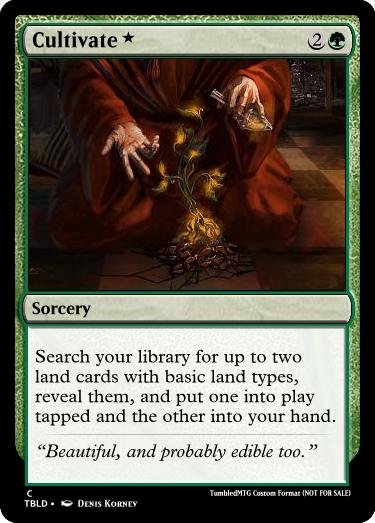 Cultivate★ 2
Sorcery
Search your library for up to two
land cards with basic land types,
reveal them, and put one into play
tapped and the other into your hand.
“Beautiful, and probably edible too.”
C
TumbledMTG Custom Format (NOT FOR SALE)
TBLD • Denis Kornev